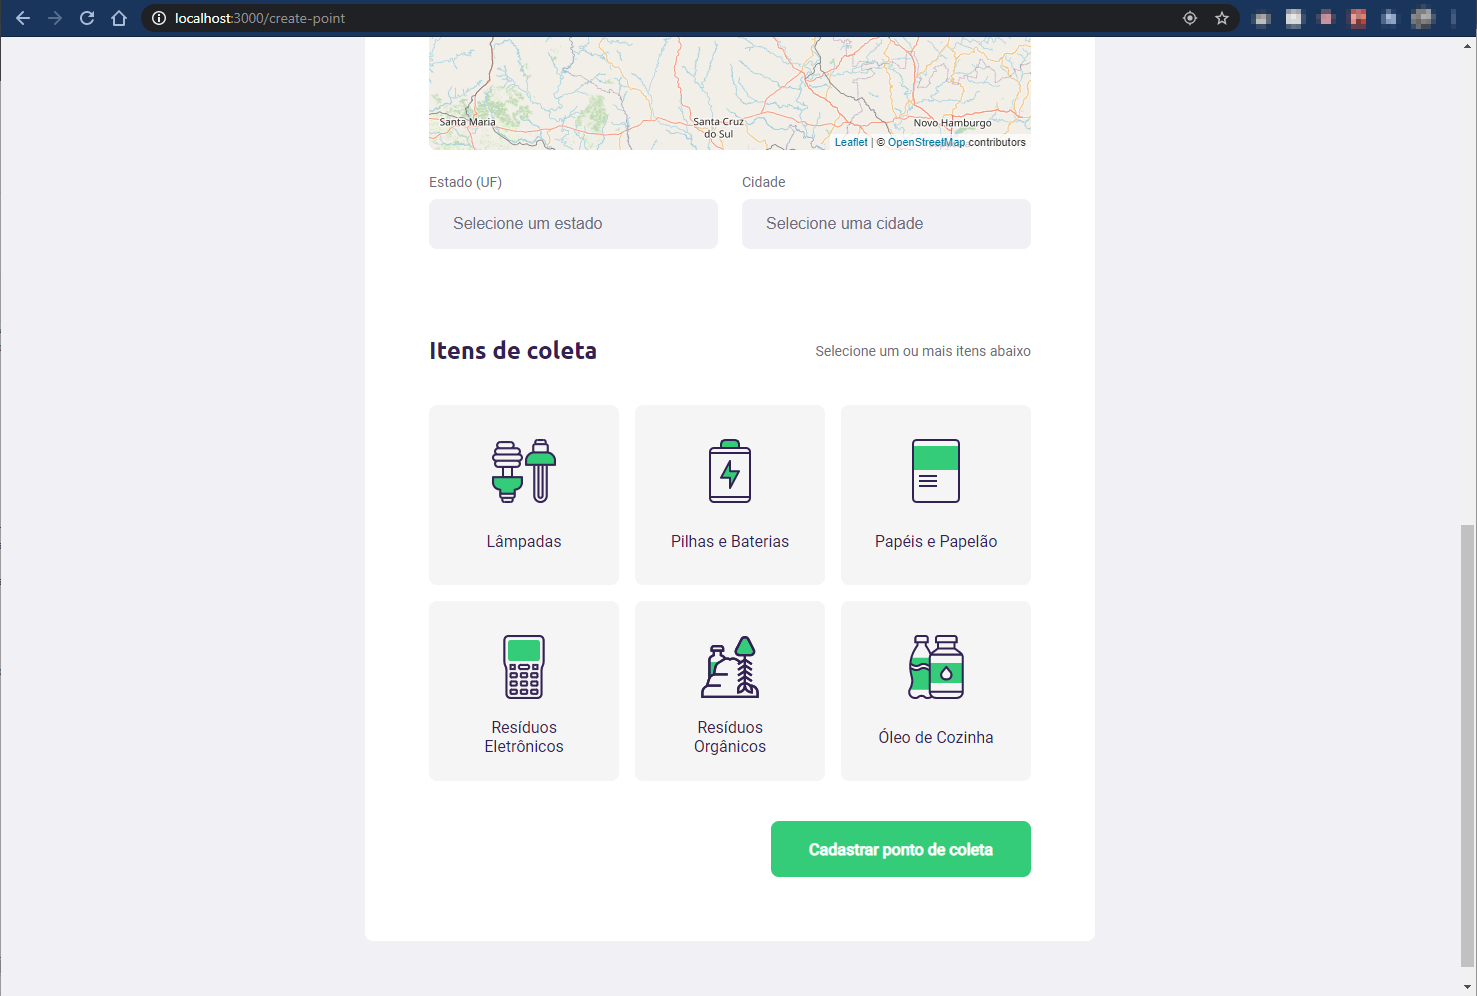 localhost:3000/create-point
Santa Maria
Santa Cruz
do Sul
Novo Hamburgo
Leaflet | © OpenStreetMap contributors
Estado (UF)
Cidade
Selecione um estado
Selecione uma cidade
Itens de coleta
Selecione um ou mais itens abaixo
Lâmpadas
Pilhas e Baterias
Papéis e Papelão
Resíduos
Eletrônicos
Resíduos
Orgânicos
Óleo de Cozinha
Cadastrar ponto de coleta